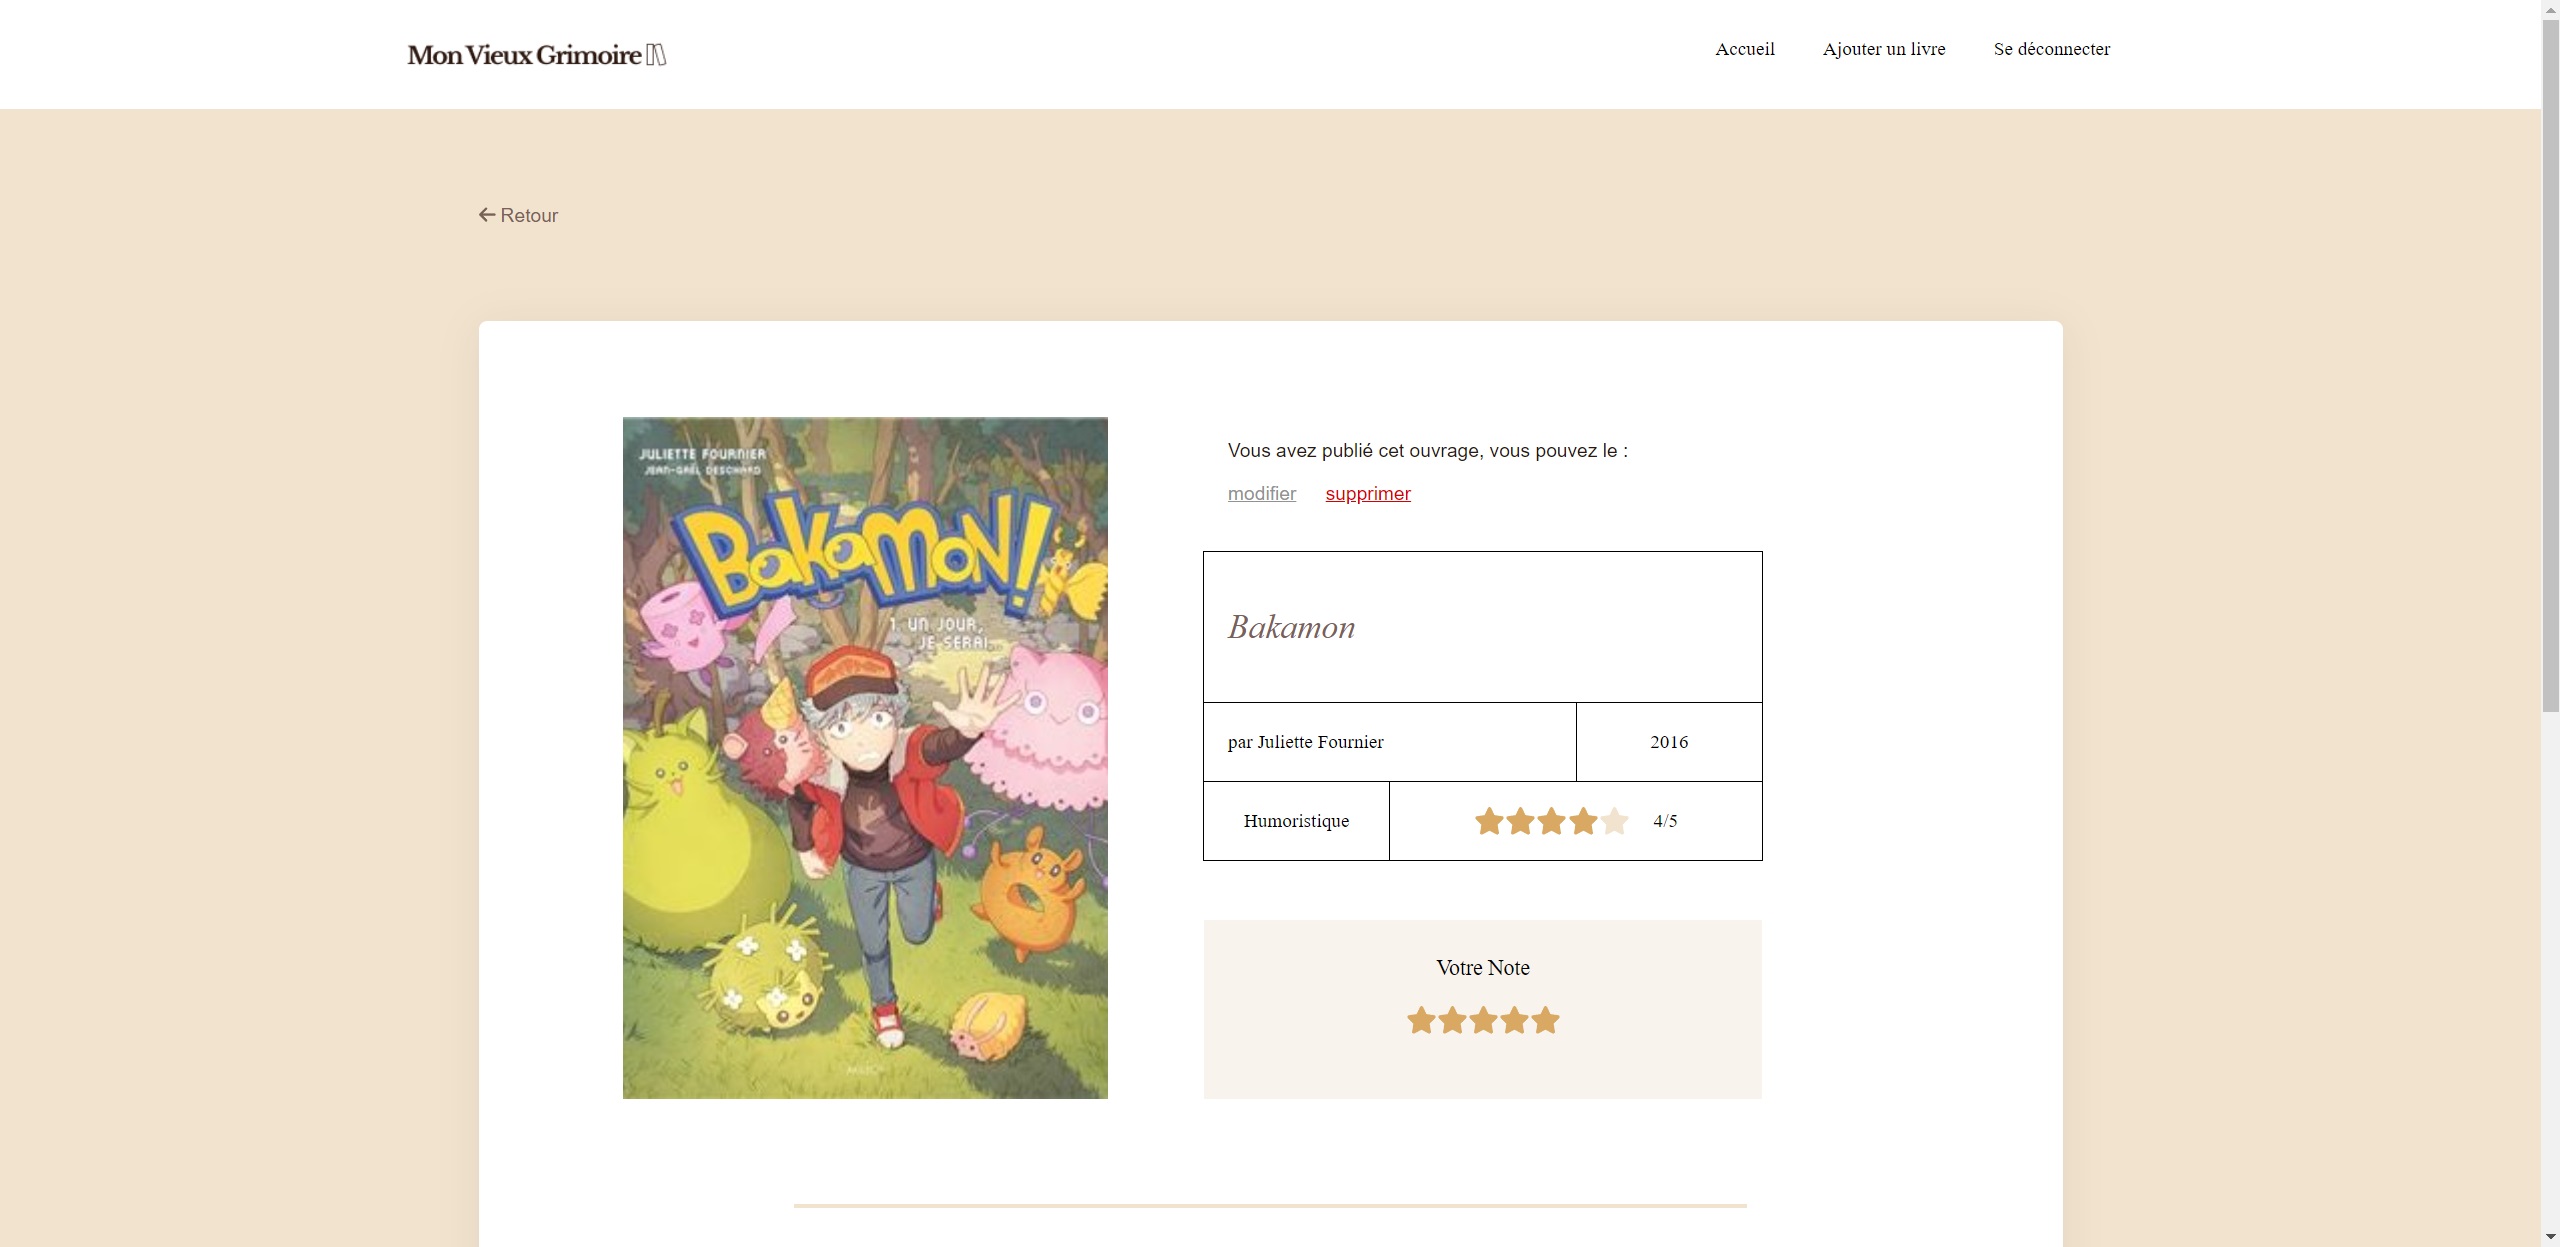 Mon Vieux Grimoire
Accueil
Ajouter un livre
Se déconnecter
Retour
JULIETTE FOURNIER
JEAN-GAËL DESCHARD
BaKaMoN!
1. UN JOUR,
JE SERAI...
Vous avez publié cet ouvrage, vous pouvez le :
modifier supprimer
Bakamon
par Juliette Fournier
2016
Humoristique
4/5
Votre Note